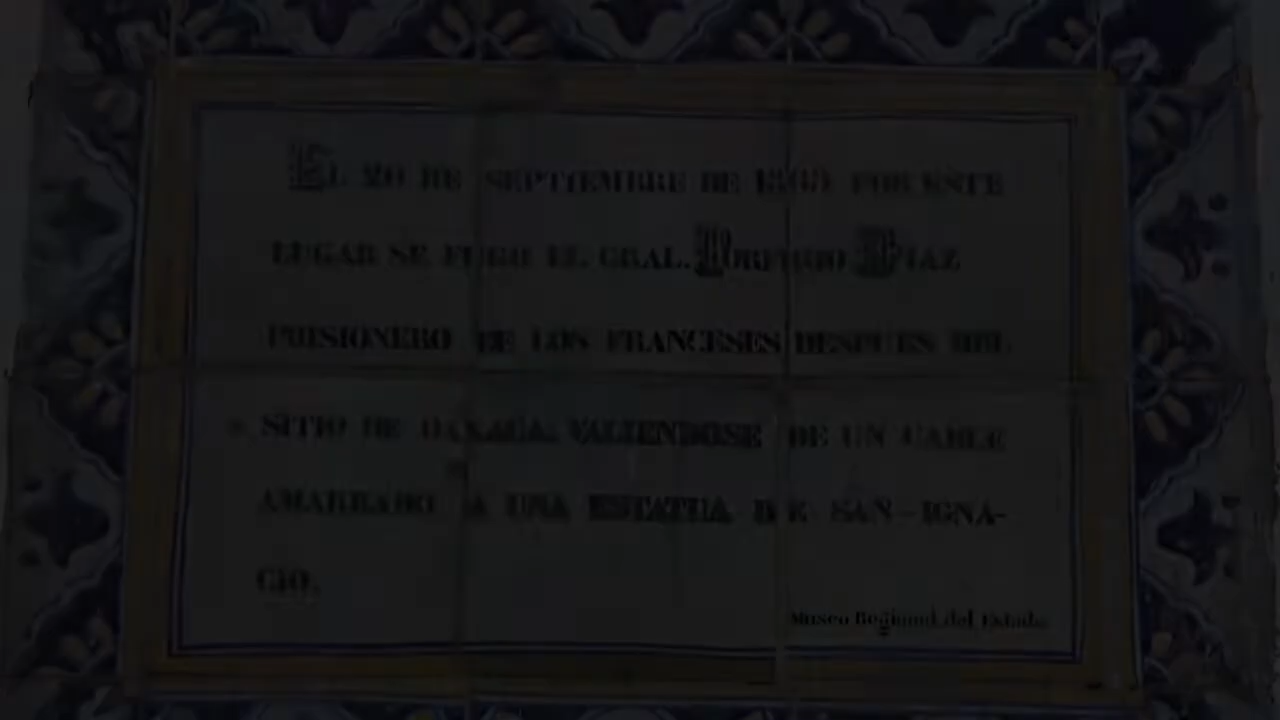 EL 20 DE SEPTIEMBRE DE 1865 POR ESTE
LUGAR SE FUGO EL GRAL. PORFIRIO DIAZ
PRISIONERO DE LOS FRANCESES DESPUES DEL
SITIO DE OAXACA, VALIENDOSE DE UN CABLE
AMARRADO A UNA ESTATUA DE SAN-IGNA-
CIO.
Museo Regional del Estado